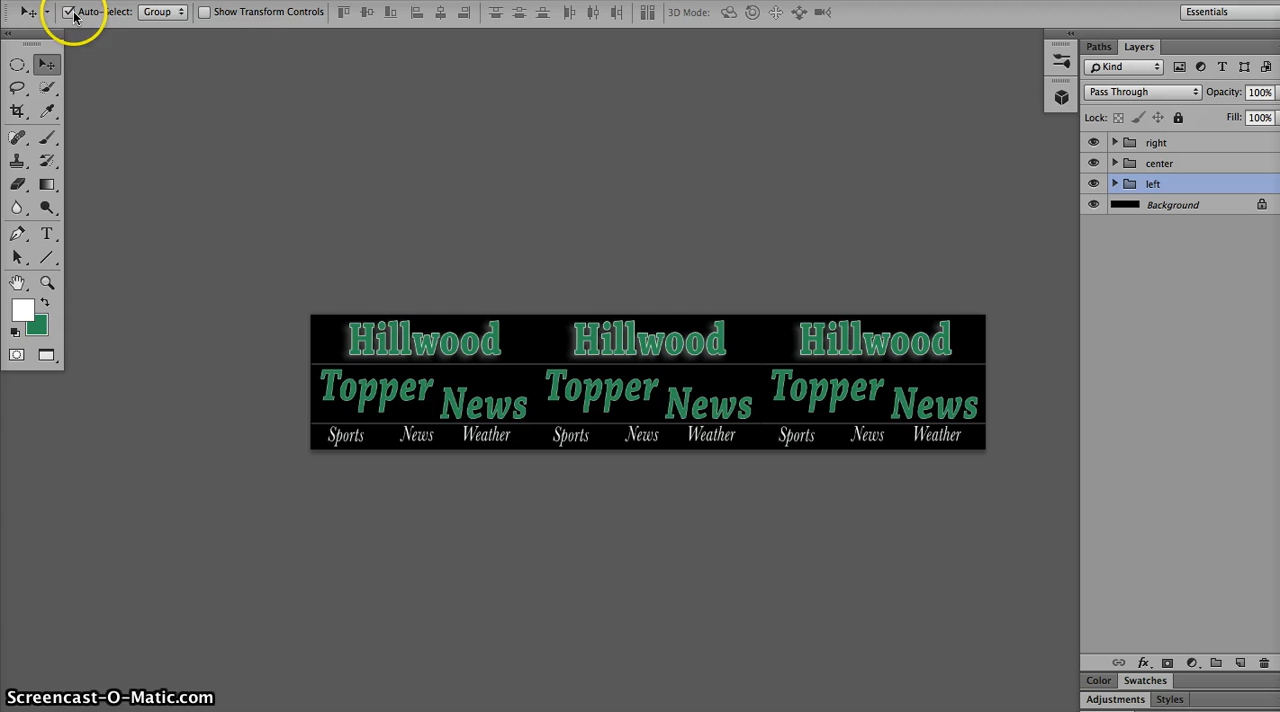 Auto-Select: Group Show Transform Controls 3D Mode: Essentials
Paths Layers
Kind
Pass Through Opacity: 100%
Lock: Fill: 100%
right
center
left
Background
Hillwood Hillwood Hillwood
Topper News Topper News Topper News
Sports News Weather Sports News Weather Sports News Weather
Color Swatches
Adjustments Styles
Screencast-O-Matic.com